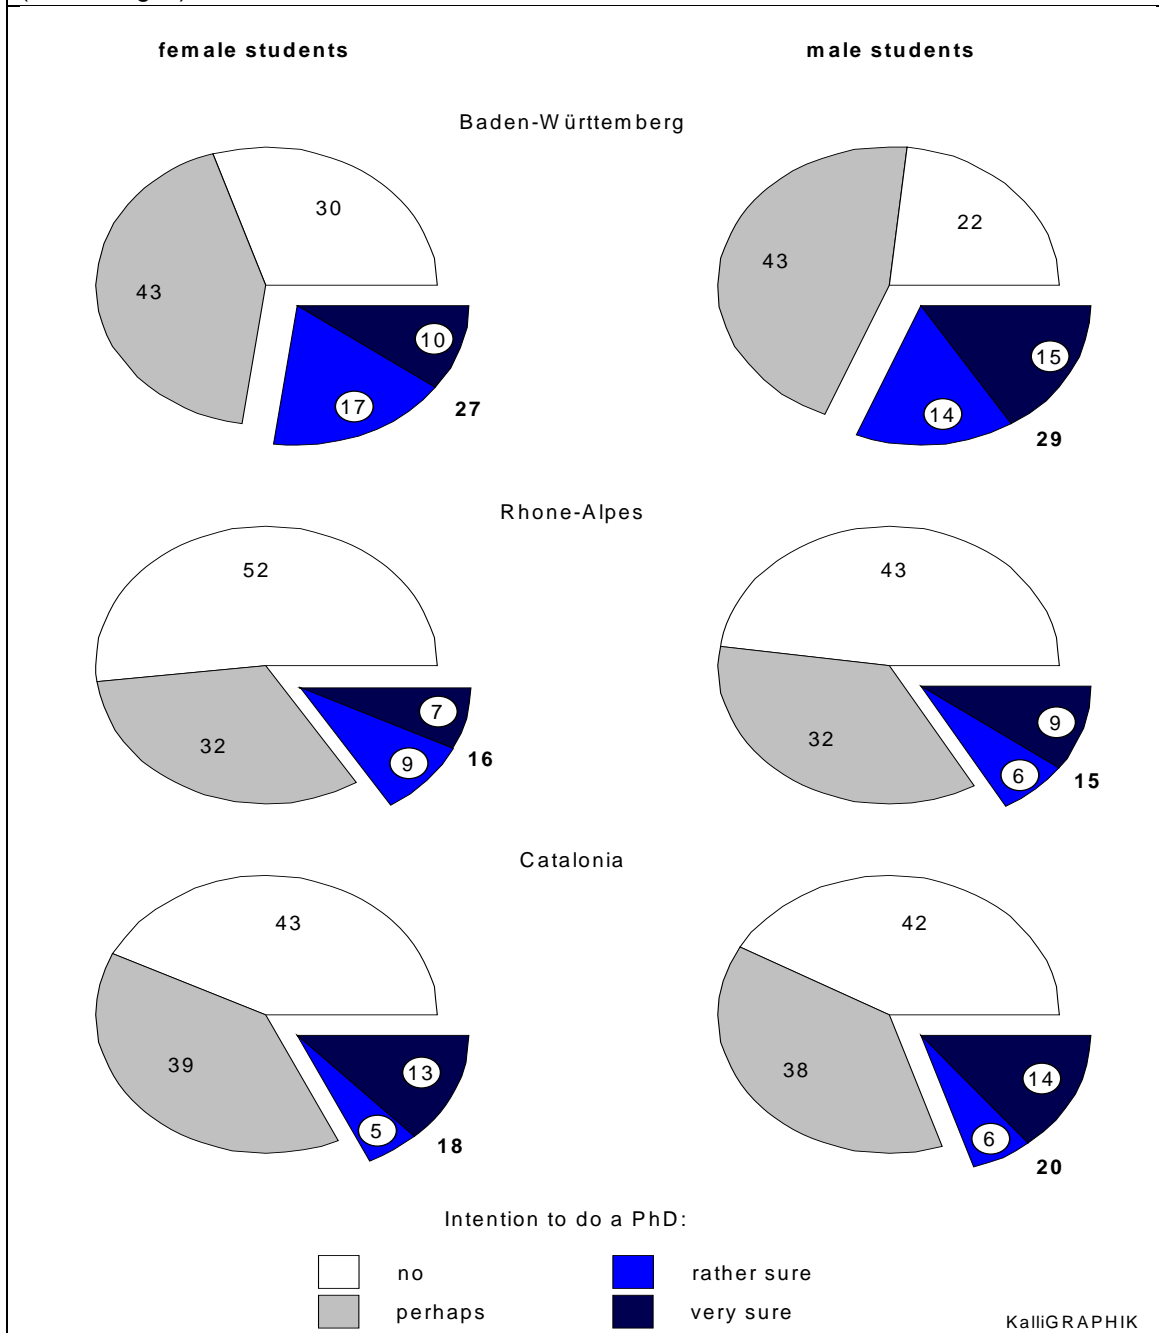 female students male students
Baden-Württemberg
30 22
43 43
10 15
17 27 14
29
Rhone-Alpes
52 43
7 9
32 9 16 32 6 15
Catalonia
43 42
39 13 38 14
5 18 6
20
Intention to do a PhD:
no rather sure
perhaps very sure
KalliGRAPHIK